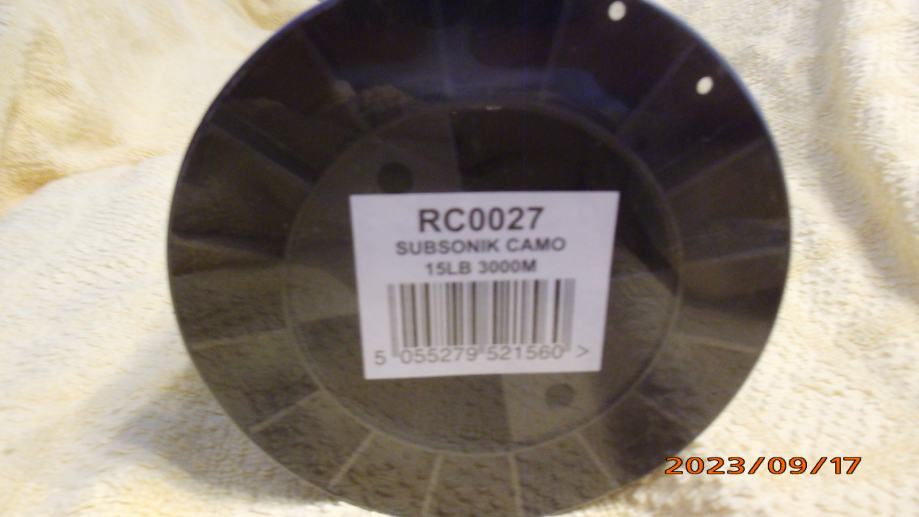 RC0027
SUBSONIK CAMO
15LB 3000M
5 055279 521560 >
2023/09/17